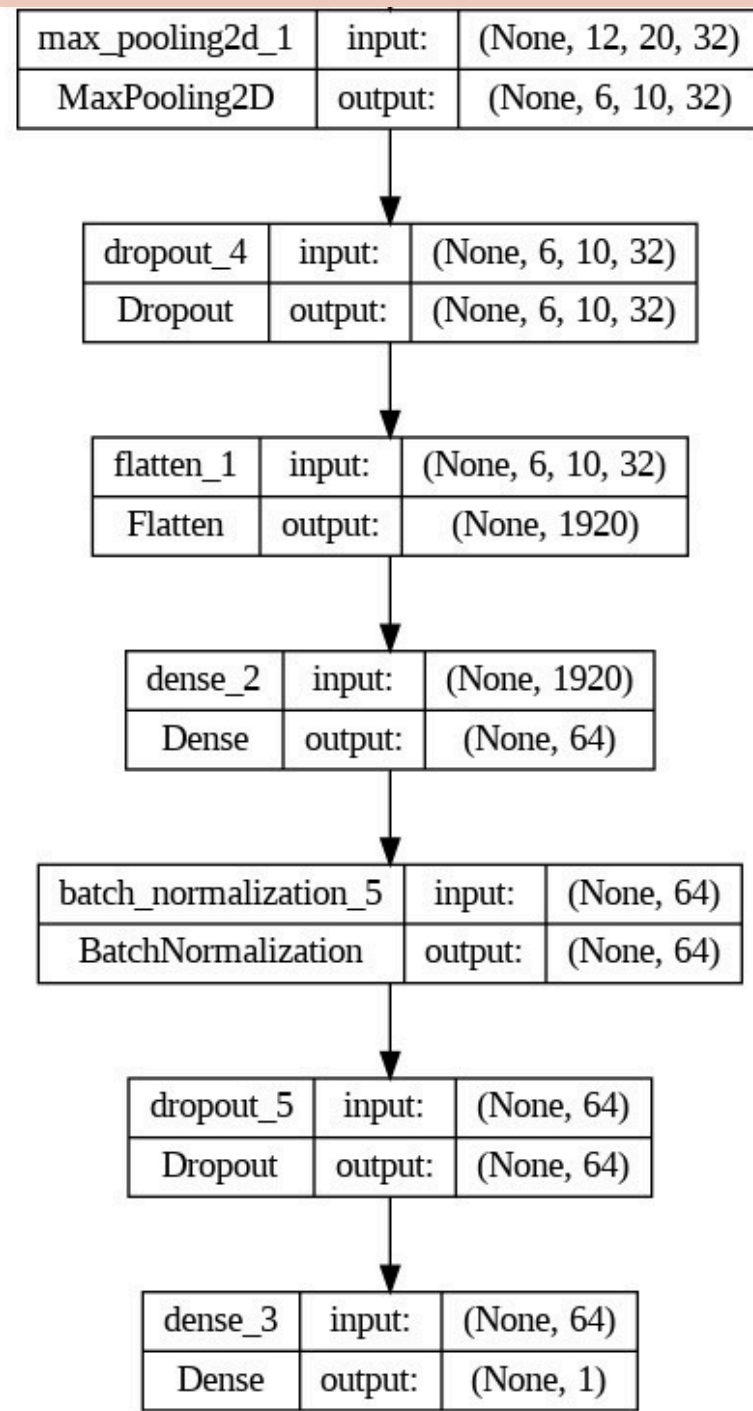 max_pooling2d_1 input: (None, 12, 20, 32)
MaxPooling2D output: (None, 6, 10, 32)
dropout_4 input: (None, 6, 10, 32)
Dropout output: (None, 6, 10, 32)
flatten_1 input: (None, 6, 10, 32)
Flatten output: (None, 1920)
dense_2 input: (None, 1920)
Dense output: (None, 64)
batch_normalization_5 input: (None, 64)
BatchNormalization output: (None, 64)
dropout_5 input: (None, 64)
Dropout output: (None, 64)
dense_3 input: (None, 64)
Dense output: (None, 1)